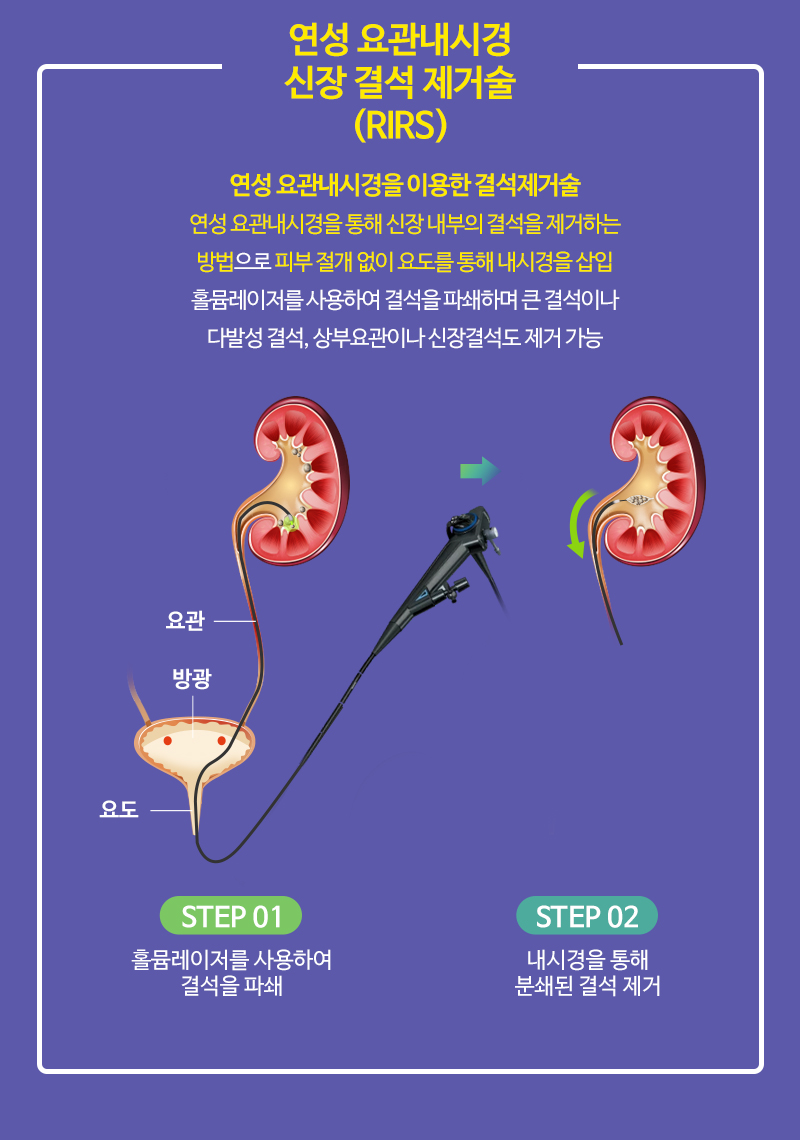 연성 요관내시경
신장 결석 제거술
(RIRS)
연성 요관내시경을 이용한 결석제거술
연성 요관내시경을 통해 신장 내부의 결석을 제거하는
방법으로 피부 절개 없이 요도를 통해 내시경을 삽입
홀뮴레이저를 사용하여 결석을 파쇄하며 큰 결석이나
다발성 결석, 상부요관이나 신장결석도 제거 가능
요관
방광
요도
STEP 01
홀뮴레이저를 사용하여
결석을 파쇄
STEP 02
내시경을 통해
분쇄된 결석 제거